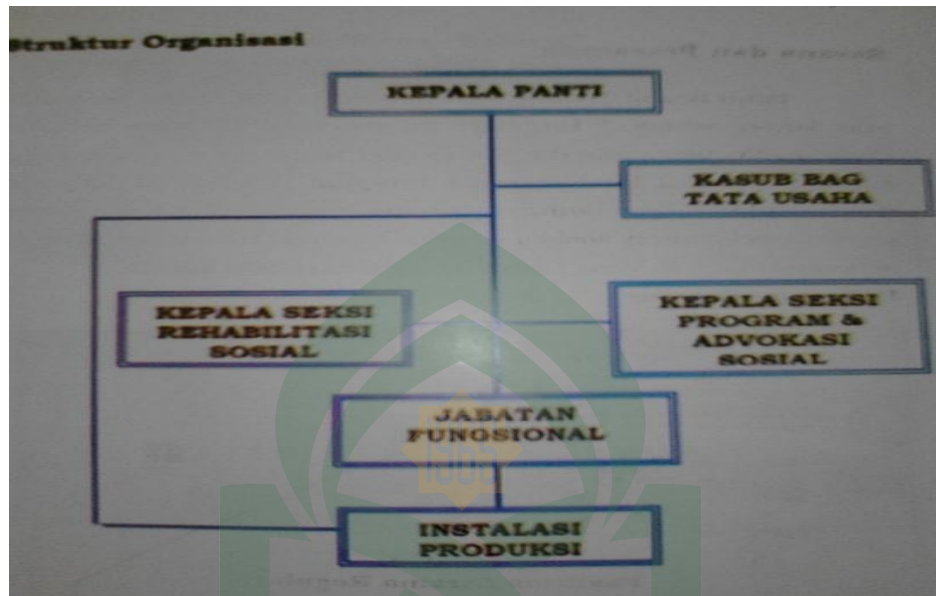 Struktur Organisasi
KEPALA PANTI
KASUB BAG
TATA USAHA
KEPALA SEKSI
REHABILITASI
SOSIAL
KEPALA SEKSI
PROGRAM &
ADVOKASI
SOSIAL
JABATAN
FUNGSIONAL
INSTALASI
PRODUKSI